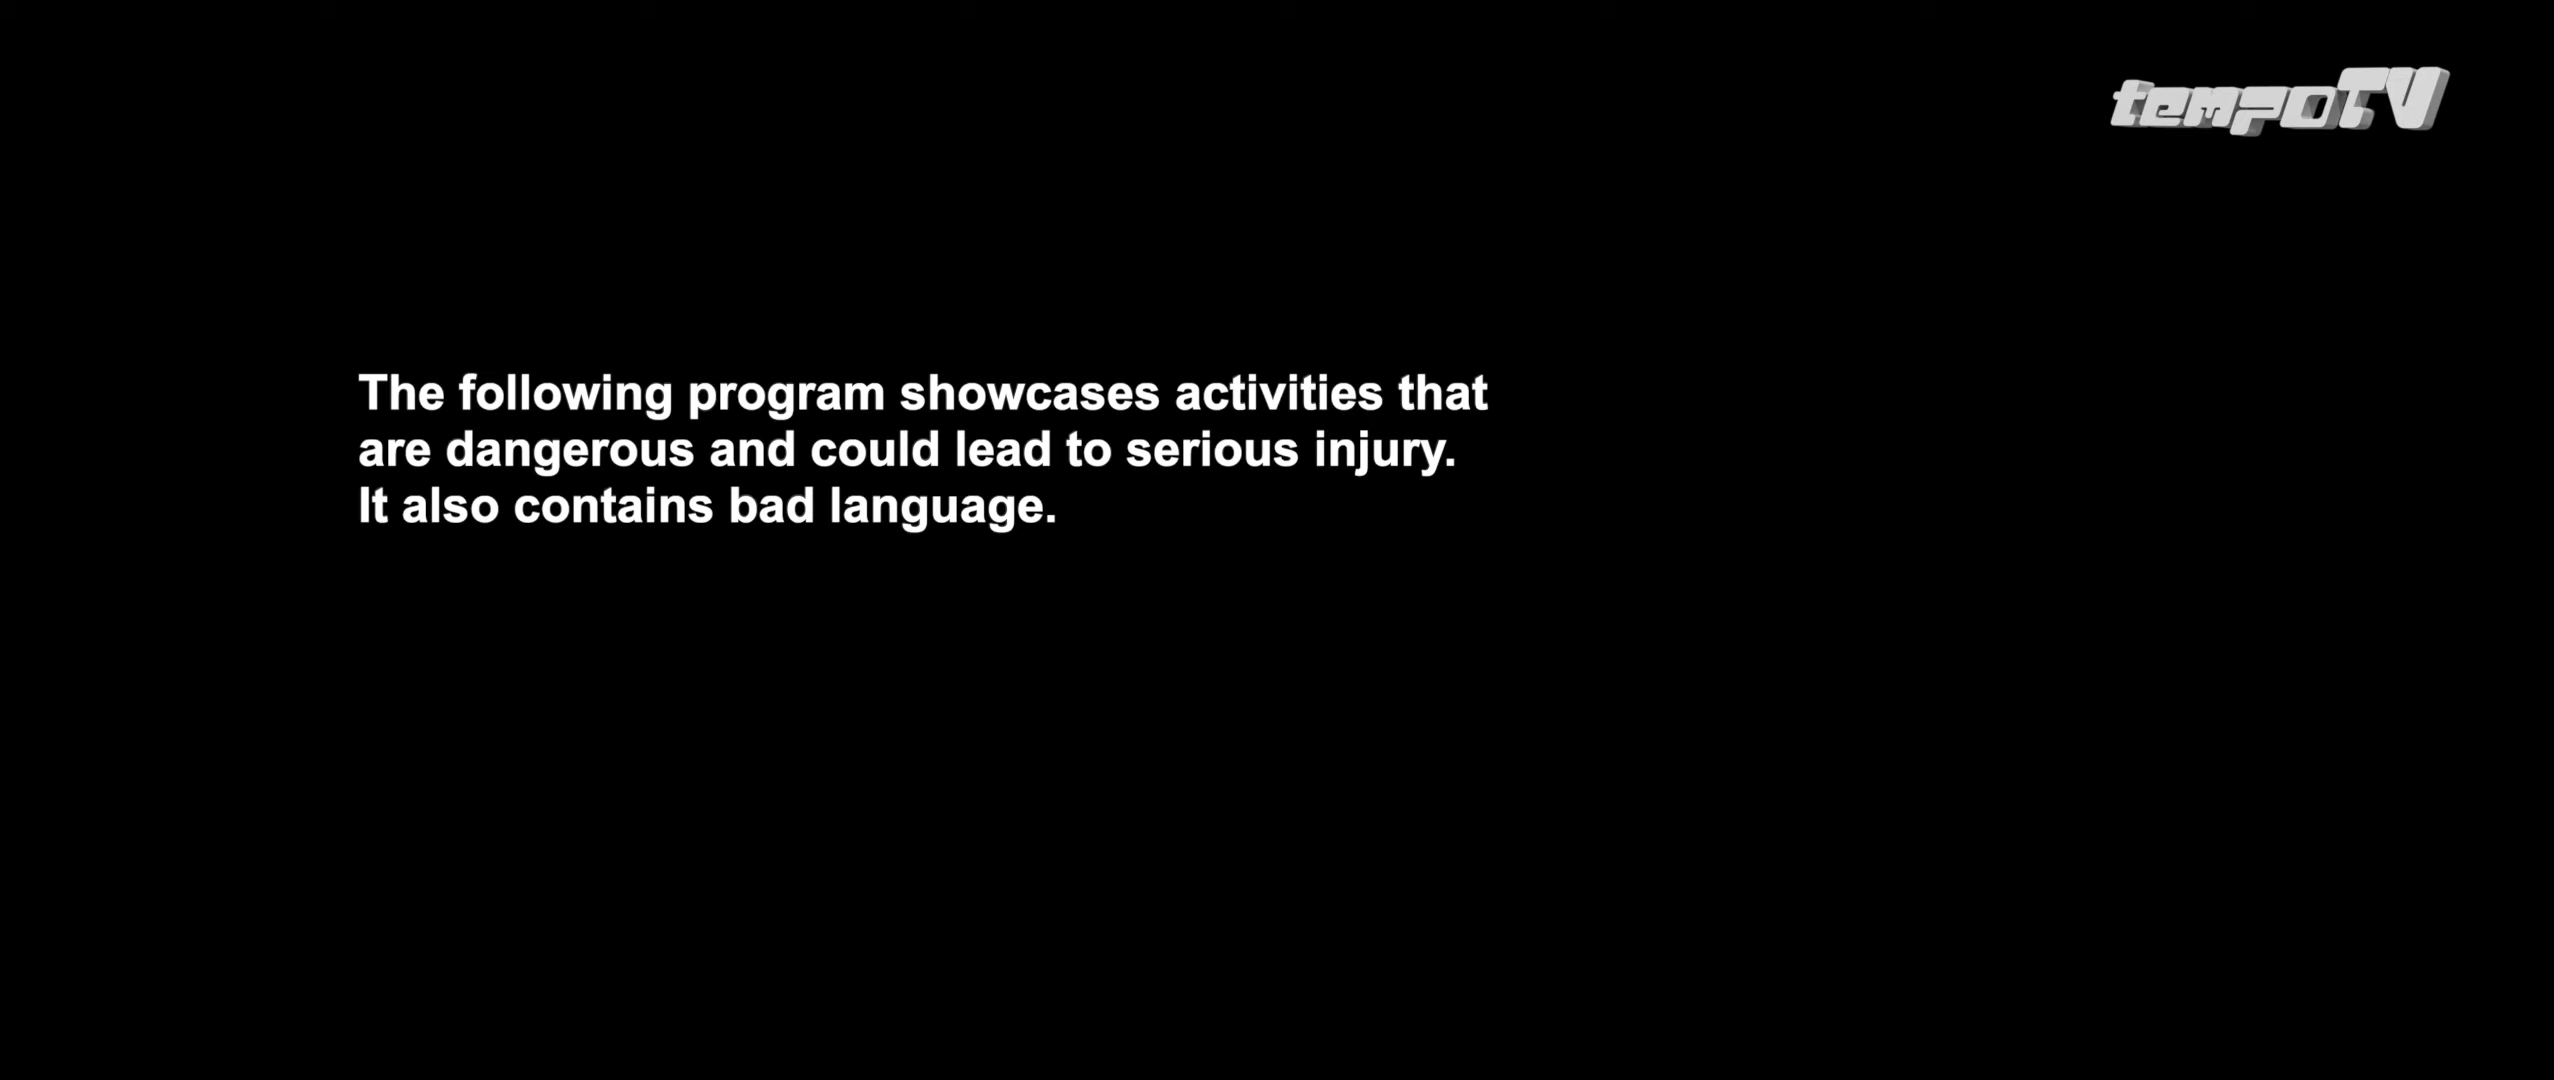 tempoTV
The following program showcases activities that
are dangerous and could lead to serious injury.
It also contains bad language.